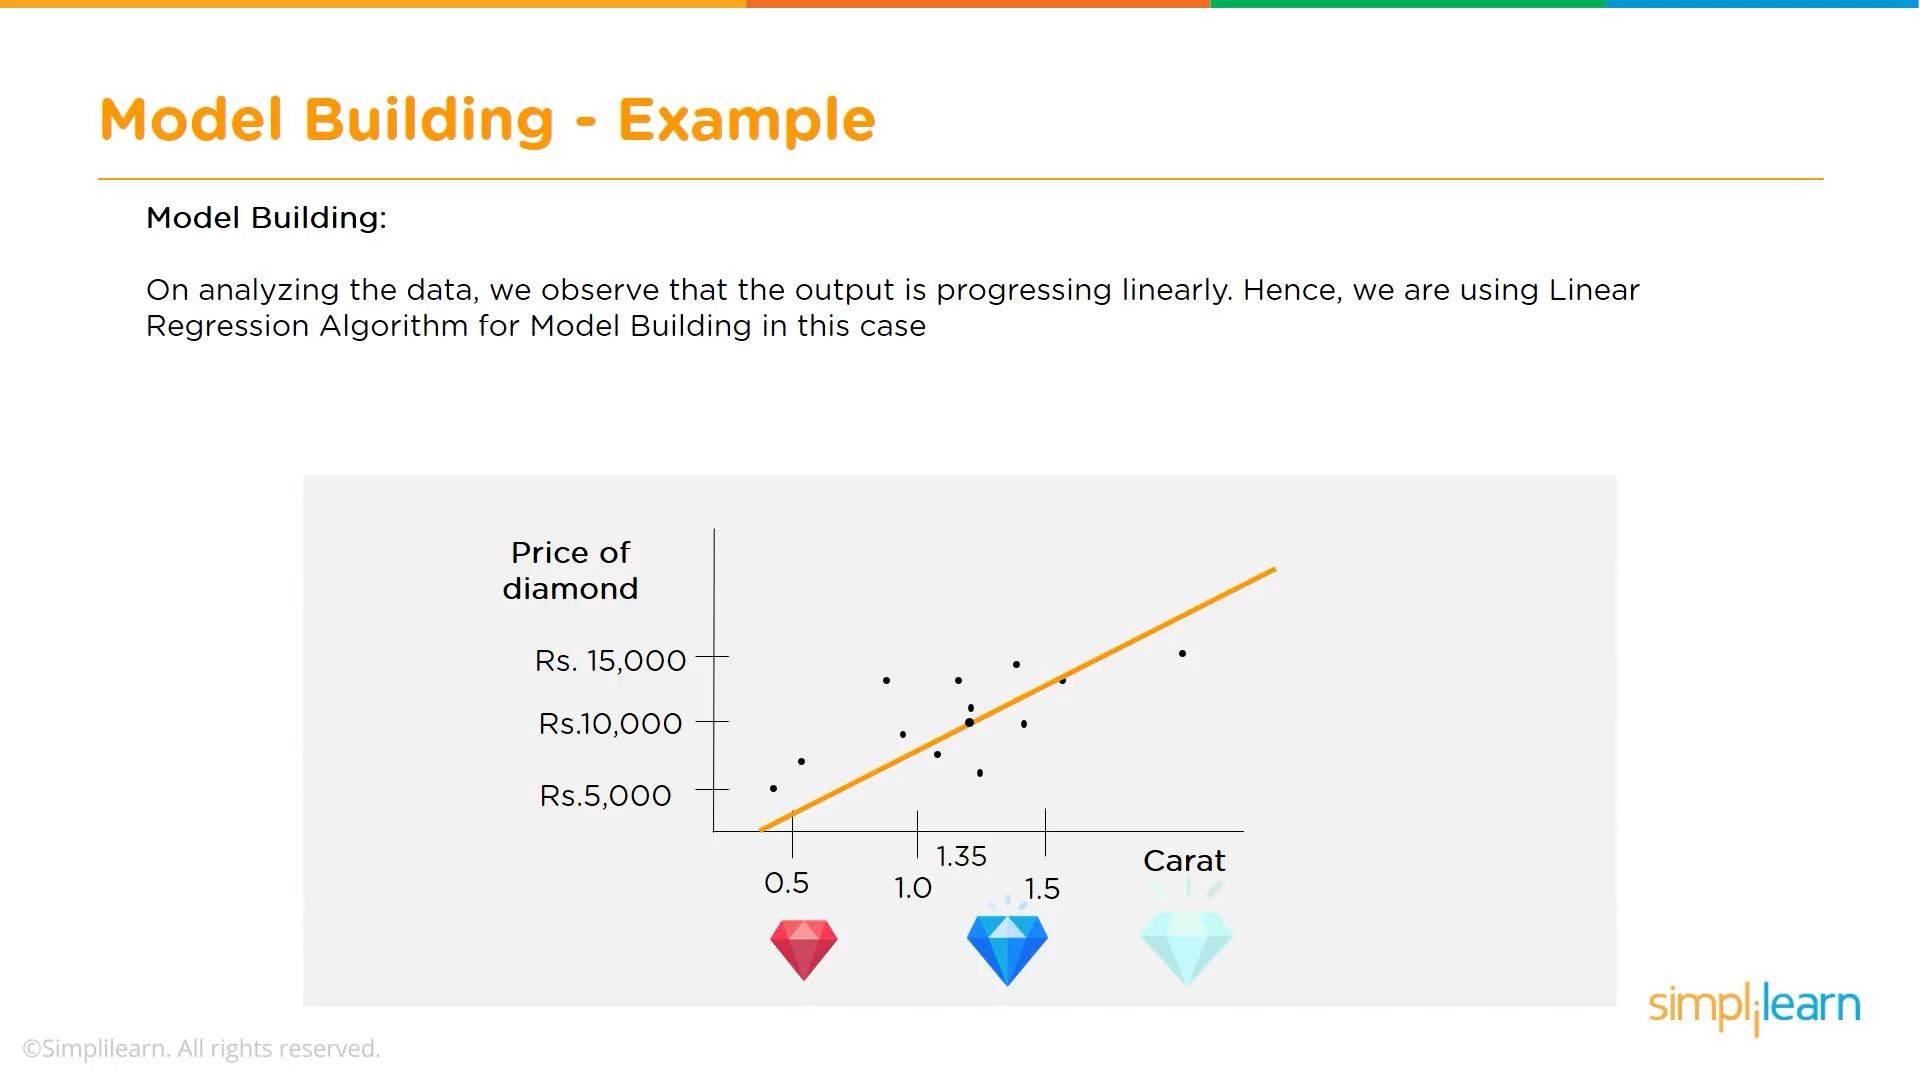 Model Building - Example
Model Building:
On analyzing the data, we observe that the output is progressing linearly. Hence, we are using Linear
Regression Algorithm for Model Building in this case
Price of
diamond
Rs. 15,000
Rs.10,000
Rs.5,000
0.5
1.0
1.35
1.5
Carat
simplilearn
©Simplilearn. All rights reserved.